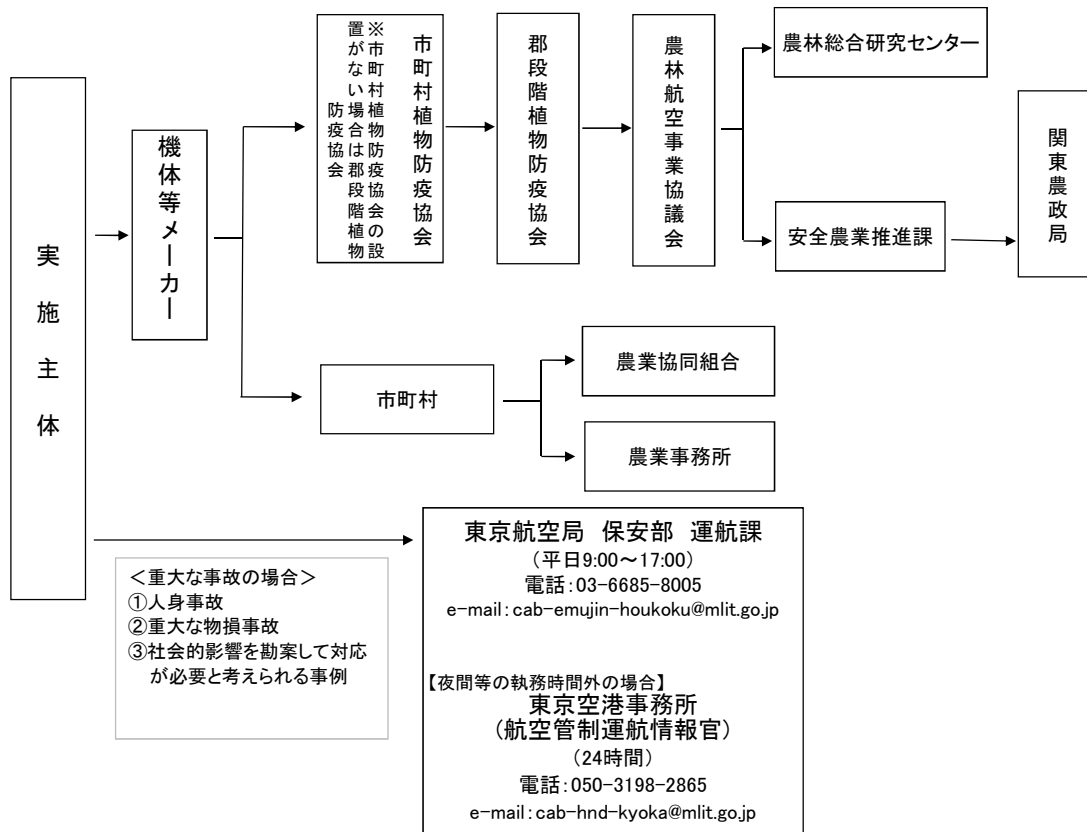 実施主体
機体等メーカー
市町村植物防疫協会
※市町村植物防疫協会の設
置がない場合は郡段階植物
防疫協会
郡段階植物防疫協会
農林航空事業協議会
農林総合研究センター
安全農業推進課
関東農政局
市町村
農業協同組合
農業事務所
＜重大な事故の場合＞
①人身事故
②重大な物損事故
③社会的影響を勘案して対応
が必要と考えられる事例
東京航空局　保安部　運航課
（平日9:00～17:00）
電話：03-6685-8005
e-mail：cab-emujin-houkoku@mlit.go.jp
【夜間等の執務時間外の場合】
東京空港事務所
（航空管制運航情報官）
（24時間）
電話：050-3198-2865
e-mail：cab-hnd-kyoka@mlit.go.jp